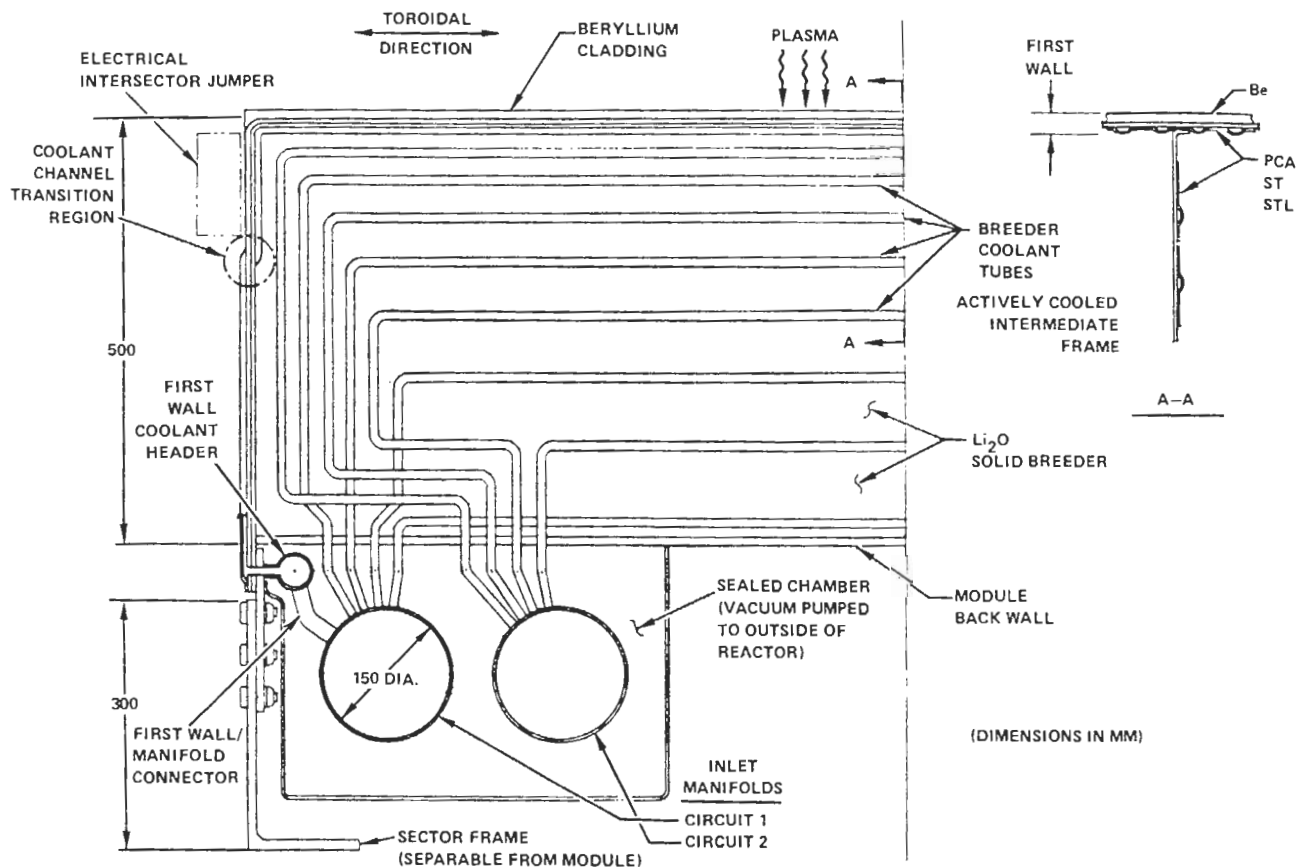 TOROIDAL
DIRECTION
BERYLLIUM
CLADDING
PLASMA
A
FIRST
WALL
Be
ELECTRICAL
INTERSECTOR JUMPER
COOLANT
CHANNEL
TRANSITION
REGION
PCA
ST
STL
BREEDER
COOLANT
TUBES
ACTIVELY COOLED
INTERMEDIATE
FRAME
A
500
A–A
FIRST
WALL
COOLANT
HEADER
Li2O
SOLID BREEDER
SEALED CHAMBER
(VACUUM PUMPED
TO OUTSIDE OF
REACTOR)
MODULE
BACK WALL
150 DIA.
300
FIRST WALL/
MANIFOLD
CONNECTOR
(DIMENSIONS IN MM)
INLET
MANIFOLDS
CIRCUIT 1
CIRCUIT 2
SECTOR FRAME
(SEPARABLE FROM MODULE)